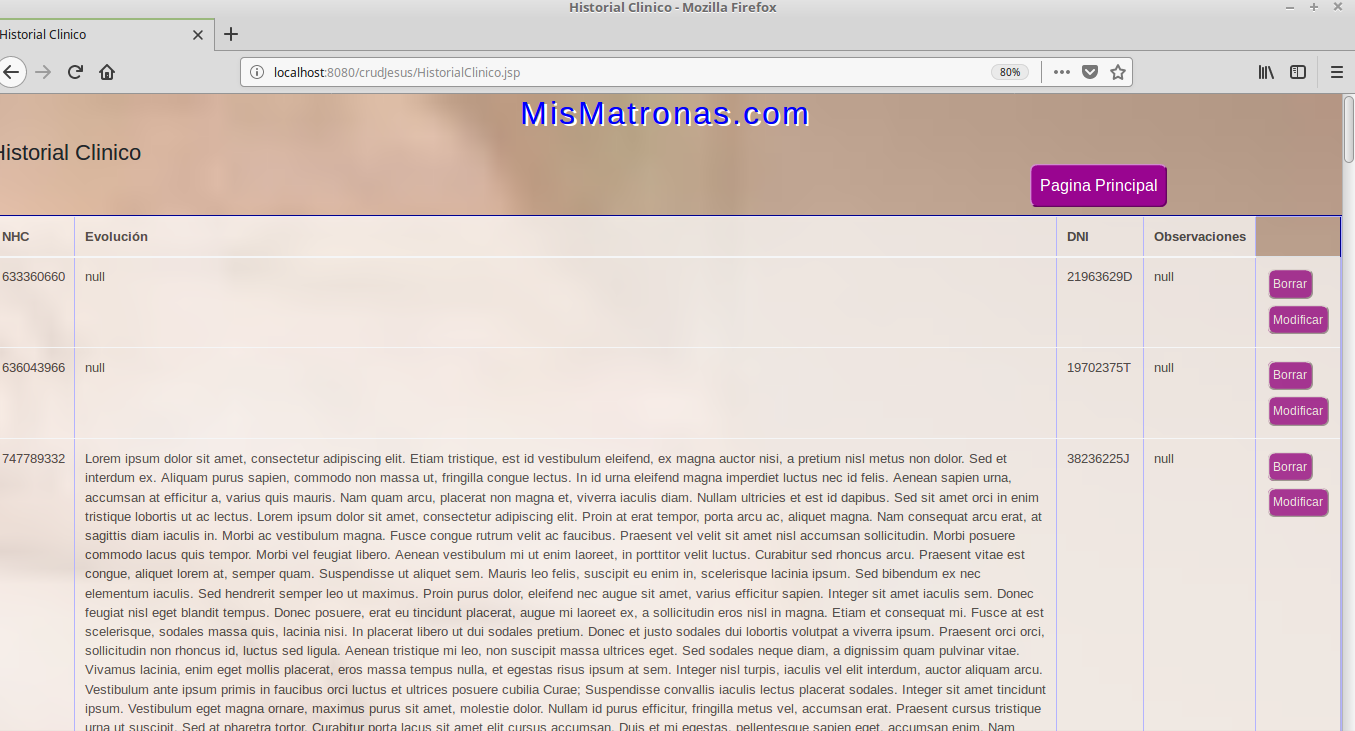 Historial Clinico - Mozilla Firefox
Historial Clinico
localhost:8080/crudJesus/HistorialClinico.jsp 80%
MisMatronas.com
Historial Clinico
Pagina Principal
NHC Evolución DNI Observaciones
633360660 null 21963629D null Borrar
Modificar
636043966 null 19702375T null Borrar
Modificar
747789332 Lorem ipsum dolor sit amet, consectetur adipiscing elit. Etiam tristique, est id vestibulum eleifend, ex magna auctor nisi, a pretium nisl metus non dolor. Sed et 38236225J null Borrar
interdum ex. Aliquam purus sapien, commodo non massa ut, fringilla congue lectus. In id urna eleifend magna imperdiet luctus nec id felis. Aenean sapien urna,
accumsan at efficitur a, varius quis mauris. Nam quam arcu, placerat non magna et, viverra iaculis diam. Nullam ultricies et est id dapibus. Sed sit amet orci in enim Modificar
tristique lobortis ut ac lectus. Lorem ipsum dolor sit amet, consectetur adipiscing elit. Proin at erat tempor, porta arcu ac, aliquet magna. Nam consequat arcu erat, at
sagittis diam iaculis in. Morbi ac vestibulum magna. Fusce congue rutrum velit ac faucibus. Praesent vel velit sit amet nisl accumsan sollicitudin. Morbi posuere
commodo lacus quis tempor. Morbi vel feugiat libero. Aenean vestibulum mi ut enim laoreet, in porttitor velit luctus. Curabitur sed rhoncus arcu. Praesent vitae est
congue, aliquet lorem at, semper quam. Suspendisse ut aliquet sem. Mauris leo felis, suscipit eu enim in, scelerisque lacinia ipsum. Sed bibendum ex nec
elementum iaculis. Sed hendrerit semper leo ut maximus. Proin purus dolor, eleifend nec augue sit amet, varius efficitur sapien. Integer sit amet iaculis sem. Donec
feugiat nisl eget blandit tempus. Donec posuere, erat eu tincidunt placerat, augue mi laoreet ex, a sollicitudin eros nisl in magna. Etiam et consequat mi. Fusce at est
scelerisque, sodales massa quis, lacinia nisi. In placerat libero ut dui sodales pretium. Donec et justo sodales dui lobortis volutpat a viverra ipsum. Praesent orci orci,
sollicitudin non rhoncus id, luctus sed ligula. Aenean tristique mi leo, non suscipit massa ultrices eget. Sed sodales neque diam, a dignissim quam pulvinar vitae.
Vivamus lacinia, enim eget mollis placerat, eros massa tempus nulla, et egestas risus ipsum at sem. Integer nisl turpis, iaculis vel elit interdum, auctor aliquam arcu.
Vestibulum ante ipsum primis in faucibus orci luctus et ultrices posuere cubilia Curae; Suspendisse convallis iaculis lectus placerat sodales. Integer sit amet tincidunt
ipsum. Vestibulum eget magna ornare, maximus purus sit amet, molestie dolor. Nullam id purus efficitur, fringilla metus vel, accumsan erat. Praesent cursus tristique
urna ut suscipit. Sed at pharetra tortor. Curabitur porta lacus sit amet elit cursus accumsan. Duis et mi egestas, pellentesque sapien eget, accumsan enim. Nam